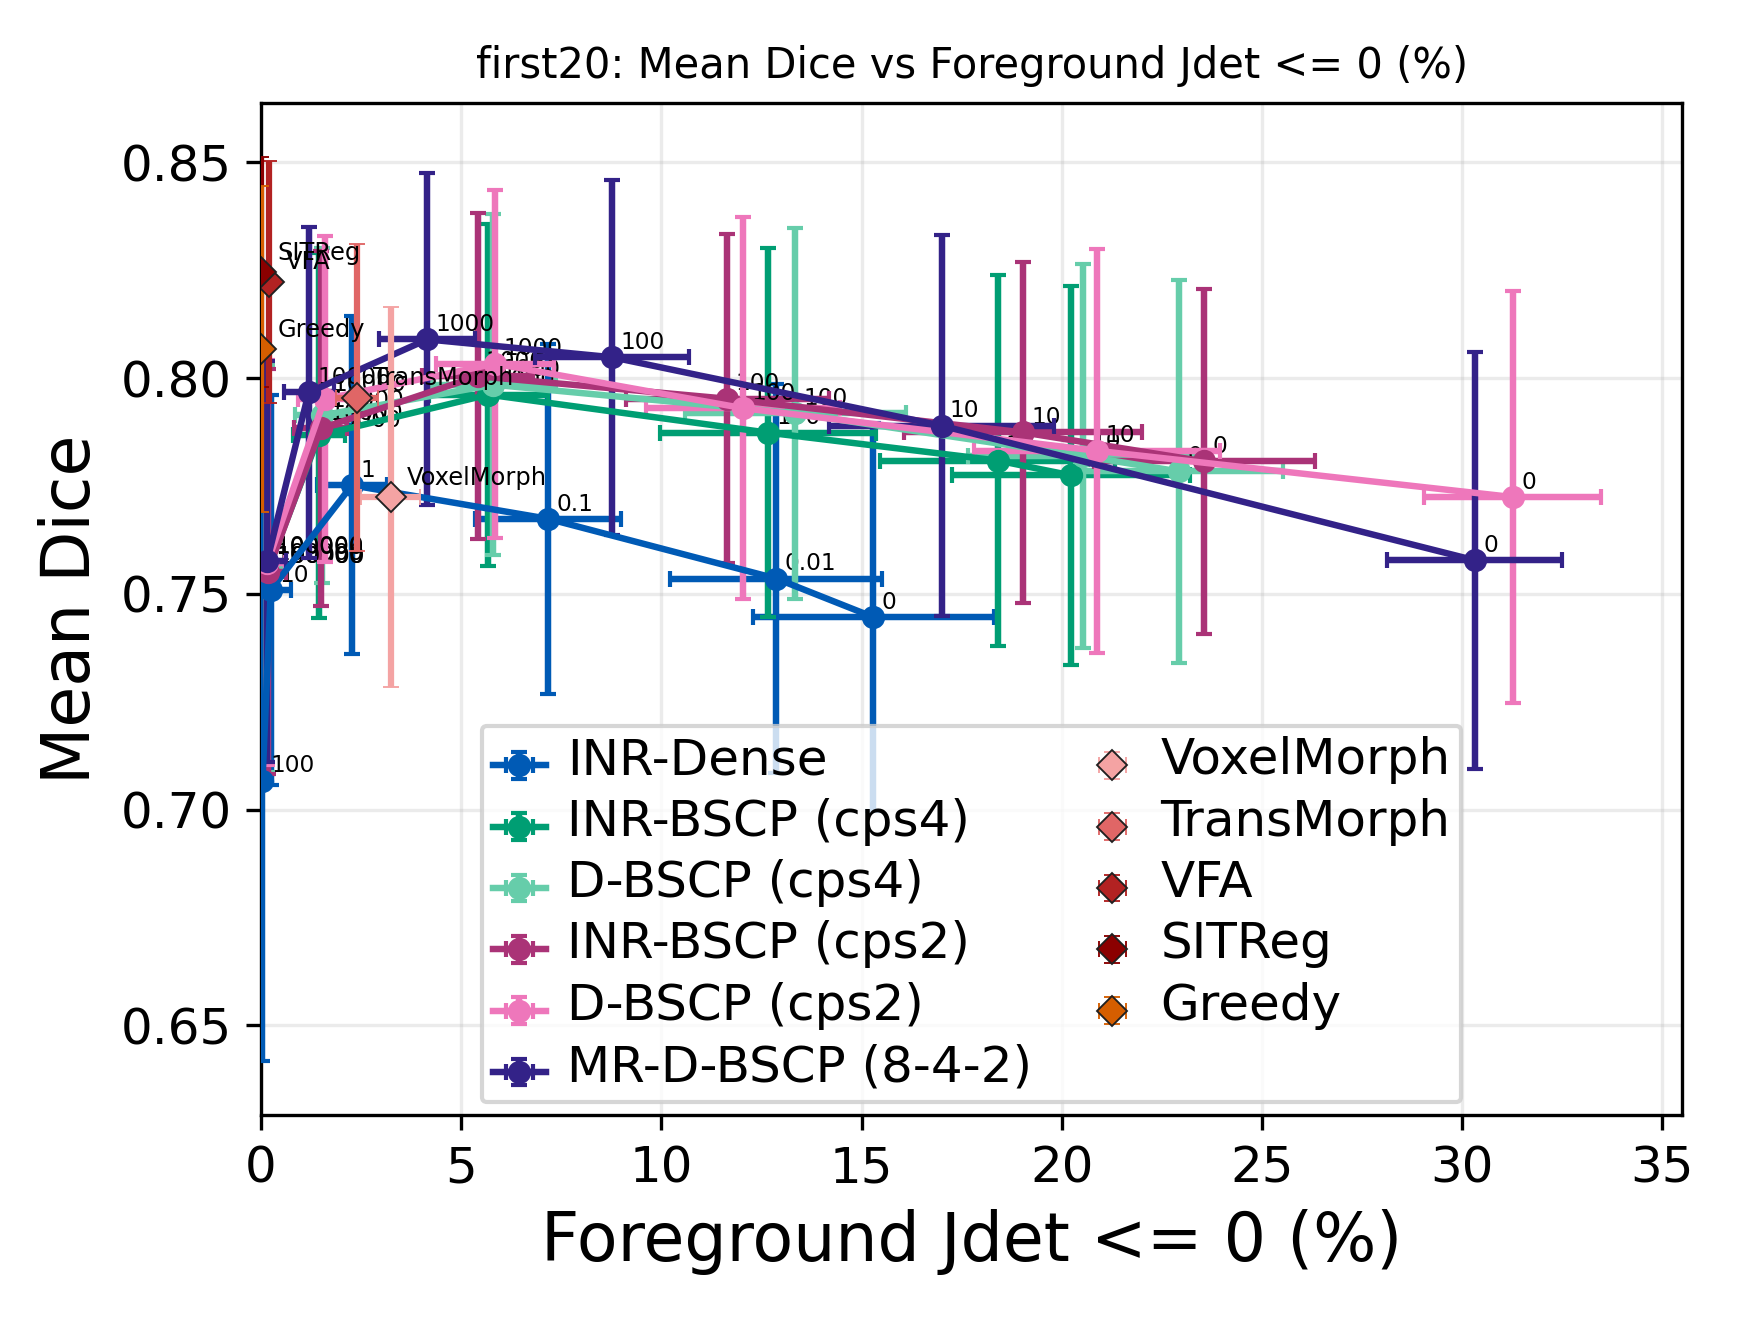 first20: Mean Dice vs Foreground Jdet <= 0 (%)
Mean Dice
0.85
0.80
0.75
0.70
0.65
SITReg
VFA
Greedy
TransMorph
VoxelMorph
1000
100
1000
100
100
10
10
10
0
0
0
1
0.1
0.01
0
10
100
INR-Dense
INR-BSCP (cps4)
D-BSCP (cps4)
INR-BSCP (cps2)
D-BSCP (cps2)
MR-D-BSCP (8-4-2)
VoxelMorph
TransMorph
VFA
SITReg
Greedy
0 5 10 15 20 25 30 35
Foreground Jdet <= 0 (%)